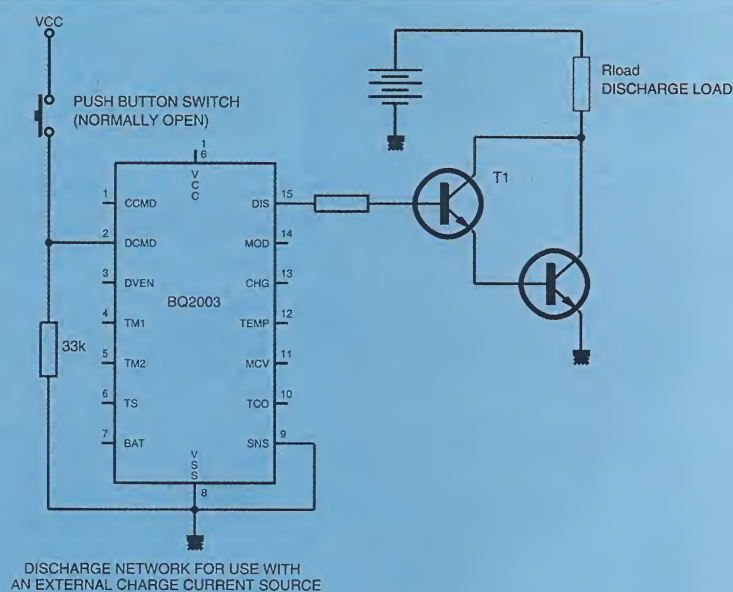 VCC
PUSH BUTTON SWITCH
(NORMALLY OPEN)
Rload
DISCHARGE LOAD
T1
33k
BQ2003
16
VCC
1 CCMD
2 DCMD
3 DVEN
4 TM1
5 TM2
6 TS
7 BAT
15 DIS
14 MOD
13 CHG
12 TEMP
11 MCV
10 TCO
9 SNS
VSS
8
DISCHARGE NETWORK FOR USE WITH
AN EXTERNAL CHARGE CURRENT SOURCE